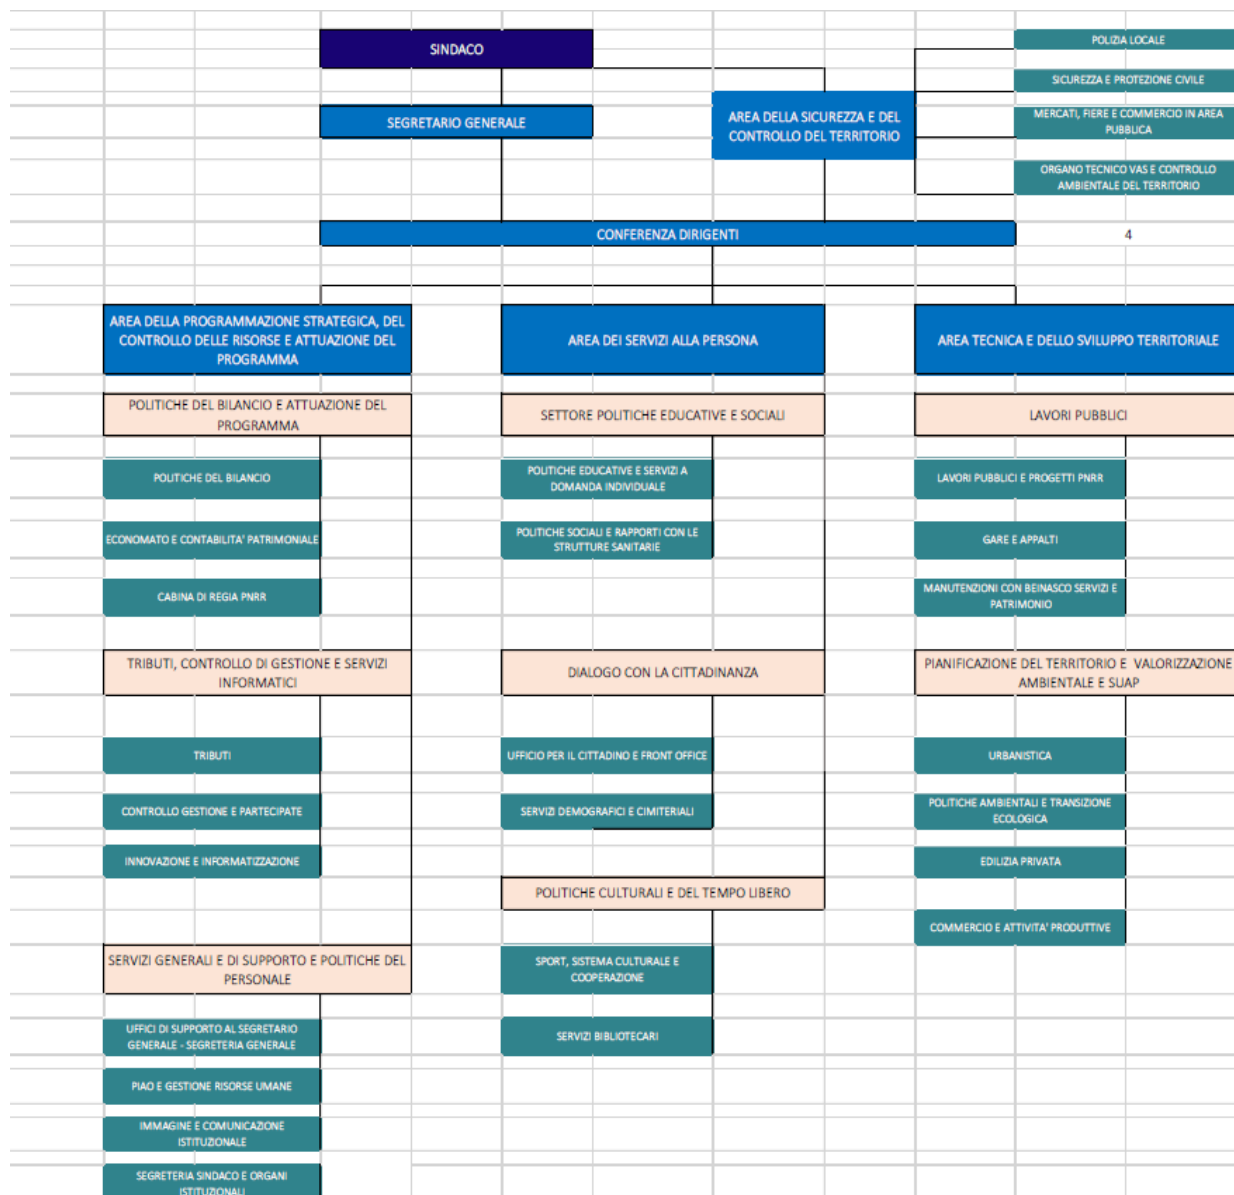 SINDACO
POLIZIA LOCALE
SICUREZZA E PROTEZIONE CIVILE
SEGRETARIO GENERALE
AREA DELLA SICUREZZA E DEL
CONTROLLO DEL TERRITORIO
MERCATI, FIERE E COMMERCIO IN AREA
PUBBLICA
ORGANO TECNICO VAS E CONTROLLO
AMBIENTALE DEL TERRITORIO
CONFERENZA DIRIGENTI
4
AREA DELLA PROGRAMMAZIONE STRATEGICA, DEL
CONTROLLO DELLE RISORSE E ATTUAZIONE DEL
PROGRAMMA
POLITICHE DEL BILANCIO E ATTUAZIONE DEL
PROGRAMMA
POLITICHE DEL BILANCIO
ECONOMATO E CONTABILITA' PATRIMONIALE
CABINA DI REGIA PNRR
TRIBUTI, CONTROLLO DI GESTIONE E SERVIZI
INFORMATICI
TRIBUTI
CONTROLLO GESTIONE E PARTECIPATE
INNOVAZIONE E INFORMATIZZAZIONE
SERVIZI GENERALI E DI SUPPORTO E POLITICHE DEL
PERSONALE
UFFICI DI SUPPORTO AL SEGRETARIO
GENERALE - SEGRETERIA GENERALE
PIAO E GESTIONE RISORSE UMANE
IMMAGINE E COMUNICAZIONE
ISTITUZIONALE
SEGRETERIA SINDACO E ORGANI
ISTITUZIONALI
AREA DEI SERVIZI ALLA PERSONA
SETTORE POLITICHE EDUCATIVE E SOCIALI
POLITICHE EDUCATIVE E SERVIZI A
DOMANDA INDIVIDUALE
POLITICHE SOCIALI E RAPPORTI CON LE
STRUTTURE SANITARIE
DIALOGO CON LA CITTADINANZA
UFFICIO PER IL CITTADINO E FRONT OFFICE
SERVIZI DEMOGRAFICI E CIMITERIALI
POLITICHE CULTURALI E DEL TEMPO LIBERO
SPORT, SISTEMA CULTURALE E
COOPERAZIONE
SERVIZI BIBLIOTECARI
AREA TECNICA E DELLO SVILUPPO TERRITORIALE
LAVORI PUBBLICI
LAVORI PUBBLICI E PROGETTI PNRR
GARE E APPALTI
MANUTENZIONI CON BEINASCO SERVIZI E
PATRIMONIO
PIANIFICAZIONE DEL TERRITORIO E VALORIZZAZIONE
AMBIENTALE E SUAP
URBANISTICA
POLITICHE AMBIENTALI E TRANSIZIONE
ECOLOGICA
EDILIZIA PRIVATA
COMMERCIO E ATTIVITA' PRODUTTIVE